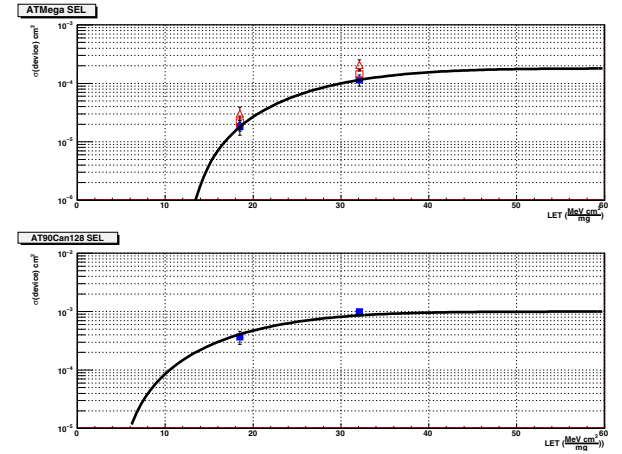 ATMega SEL
σ(device) cm²
10⁻³
10⁻⁴
10⁻⁵
10⁻⁶
0 10 20 30 40 50 60
LET (MeV cm²/mg)
AT90Can128 SEL
σ(device) cm²
10⁻²
10⁻³
10⁻⁴
10⁻⁵
0 10 20 30 40 50 60
LET (MeV cm²/mg))